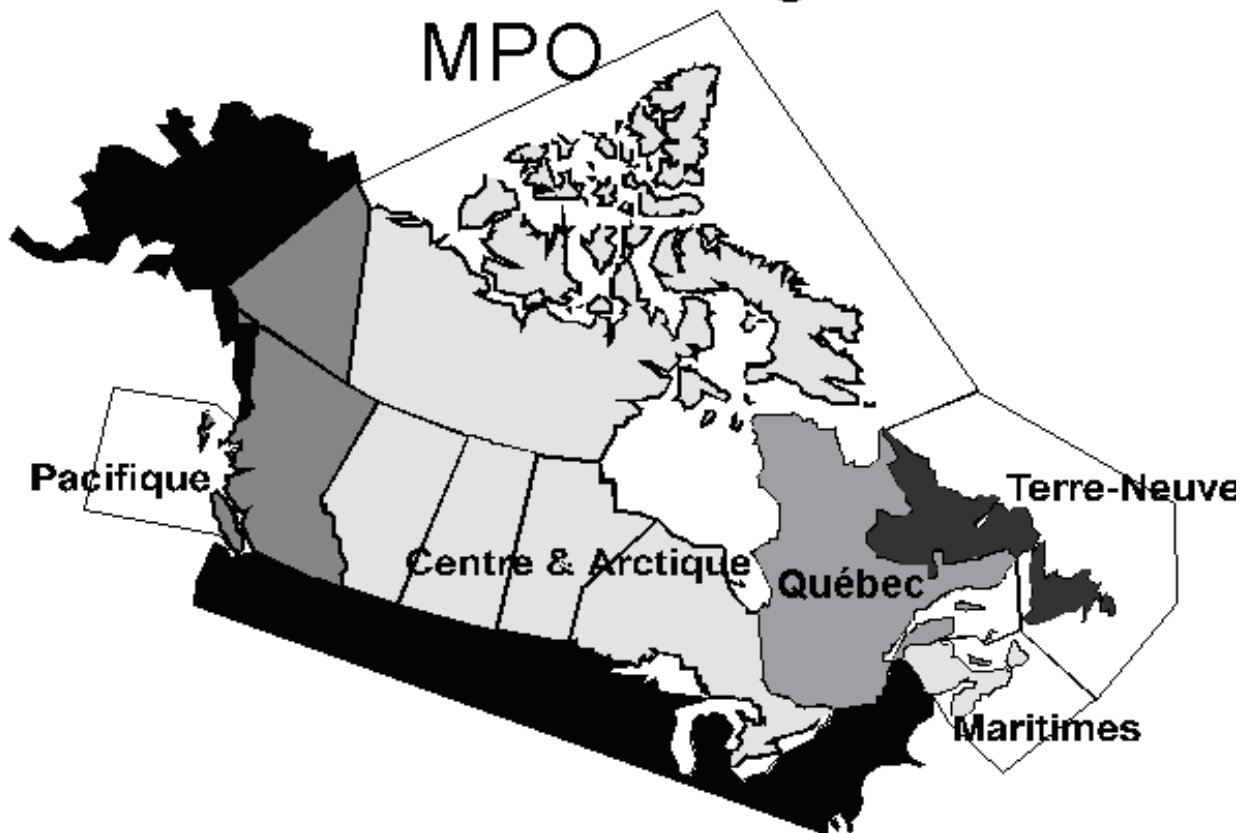 MPO
Pacifique
Terre-Neuve
Centre & Arctique
Québec
Maritimes